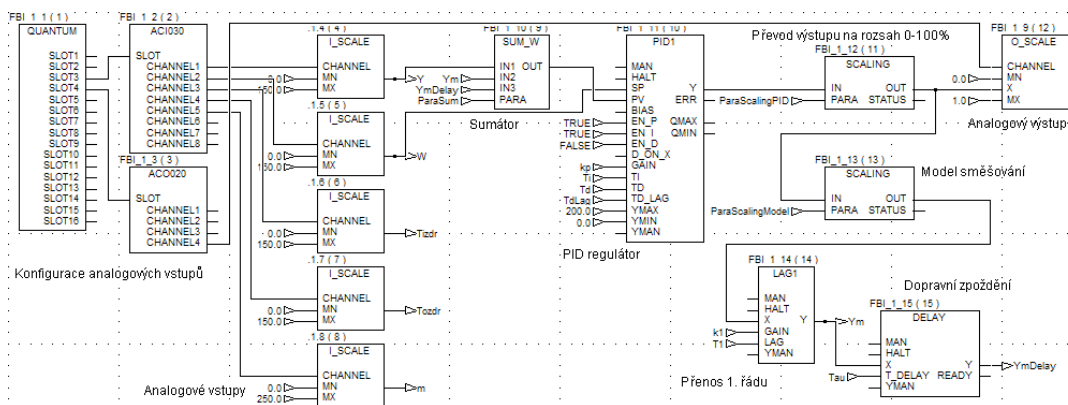 FBI_1_1 ( 1 )
QUANTUM
SLOT1
SLOT2
SLOT3
SLOT4
SLOT5
SLOT6
SLOT7
SLOT8
SLOT9
SLOT10
SLOT11
SLOT12
SLOT13
SLOT14
SLOT15
SLOT16
Konfigurace analogových vstupů
FBI_1_2 ( 2 )
ACI030
SLOT
CHANNEL1
CHANNEL2
CHANNEL3
CHANNEL4
CHANNEL5
CHANNEL6
CHANNEL7
CHANNEL8
FBI_1_3 ( 3 )
ACO020
SLOT
CHANNEL1
CHANNEL2
CHANNEL3
CHANNEL4
.1.4 ( 4 )
I_SCALE
CHANNEL
0.0 MN Y
150.0 MX
.1.5 ( 5 )
I_SCALE
CHANNEL
0.0 MN W
150.0 MX
.1.6 ( 6 )
I_SCALE
CHANNEL
0.0 MN Tizdr
150.0 MX
.1.7 ( 7 )
I_SCALE
CHANNEL
0.0 MN Tozdr
150.0 MX
.1.8 ( 8 )
I_SCALE
CHANNEL
0.0 MN m
250.0 MX
Analogové vstupy
FBI_1_10 ( 9 )
SUM_W
IN1 OUT
Ym IN2
YmDelay IN3
ParaSum PARA
Sumátor
FBI_1_11 ( 10 )
PID1
MAN
HALT
SP Y
PV ERR
BIAS
TRUE EN_P QMAX
TRUE EN_I QMIN
FALSE EN_D
D_ON_X
kp GAIN
Ti TI
Td TD
TdLag TD_LAG
200.0 YMAX
0.0 YMIN
YMAN
PID regulátor
Převod výstupu na rozsah 0-100%
FBI_1_12 ( 11 )
SCALING
IN OUT
ParaScalingPID PARA STATUS
FBI_1_9 ( 12 )
O_SCALE
CHANNEL
0.0 MN
X
1.0 MX
Analogový výstup
FBI_1_13 ( 13 )
SCALING
IN OUT
ParaScalingModel PARA STATUS
Model směšování
FBI_1_14 ( 14 )
LAG1
MAN
HALT
X Y Ym
k1 GAIN
T1 LAG
YMAN
Přenos 1. řádu
Dopravní zpoždění
FBI_1_15 ( 15 )
DELAY
MAN
HALT
X Y YmDelay
Tau T_DELAY READY
YMAN